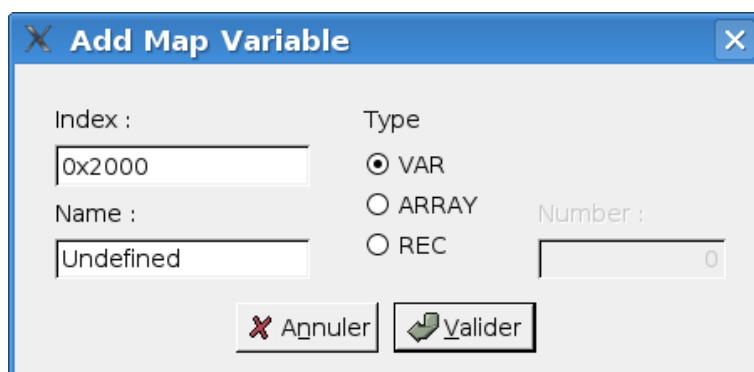 Add Map Variable
Index :
0x2000
Name :
Undefined
Type
VAR
ARRAY
REC
Number :
0
Annuler
Valider